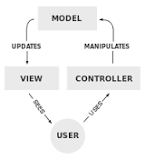 MODEL
UPDATES
MANIPULATES
VIEW
CONTROLLER
SEES
USES
USER